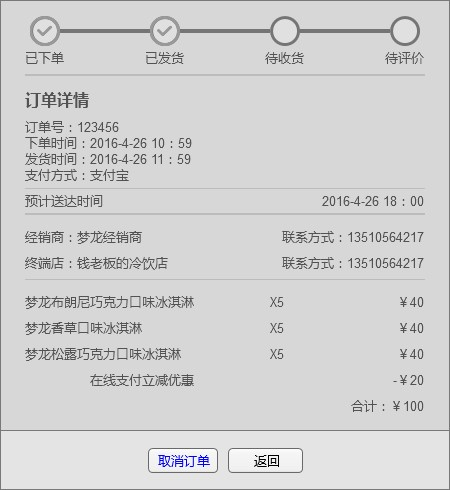 已下单 已发货 待收货 待评价
订单详情
订单号：123456
下单时间：2016-4-26 10：59
发货时间：2016-4-26 11：59
支付方式：支付宝
预计送达时间 2016-4-26 18：00
经销商：梦龙经销商 联系方式：13510564217
终端店：钱老板的冷饮店 联系方式：13510564217
梦龙布朗尼巧克力口味冰淇淋 X5 ￥40
梦龙香草口味冰淇淋 X5 ￥40
梦龙松露巧克力口味冰淇淋 X5 ￥40
在线支付立减优惠 -￥20
合计：￥100
取消订单 返回